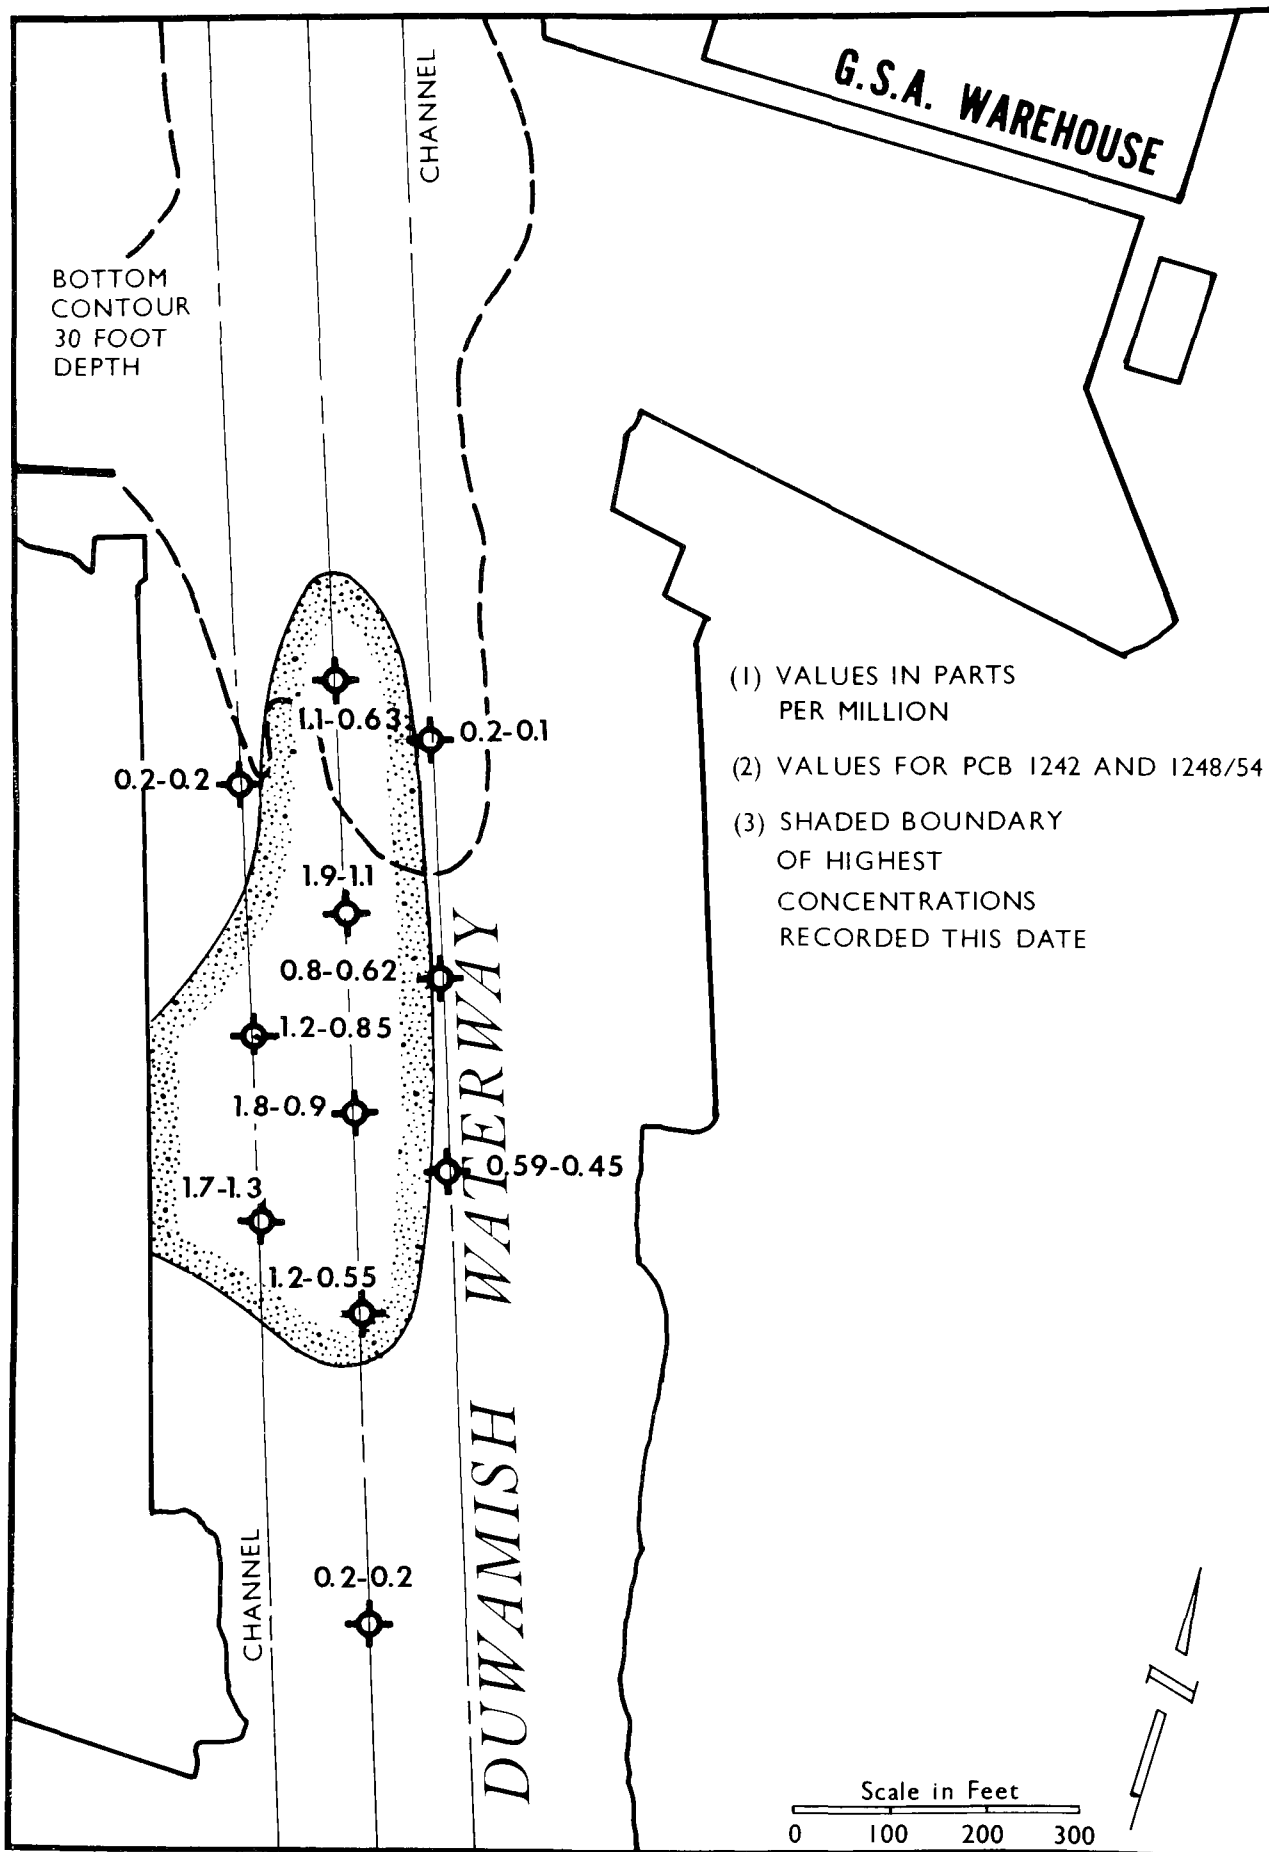 G.S.A. WAREHOUSE
CHANNEL
BOTTOM
CONTOUR
30 FOOT
DEPTH
(1) VALUES IN PARTS
PER MILLION
(2) VALUES FOR PCB 1242 AND 1248/54
(3) SHADED BOUNDARY
OF HIGHEST
CONCENTRATIONS
RECORDED THIS DATE
1.1-0.63
0.2-0.1
0.2-0.2
1.9-1.1
0.8-0.62
1.2-0.85
1.8-0.9
0.59-0.45
1.7-1.3
1.2-0.55
0.2-0.2
CHANNEL
DUWAMISH WATERWAY
N
Scale in Feet
0 100 200 300